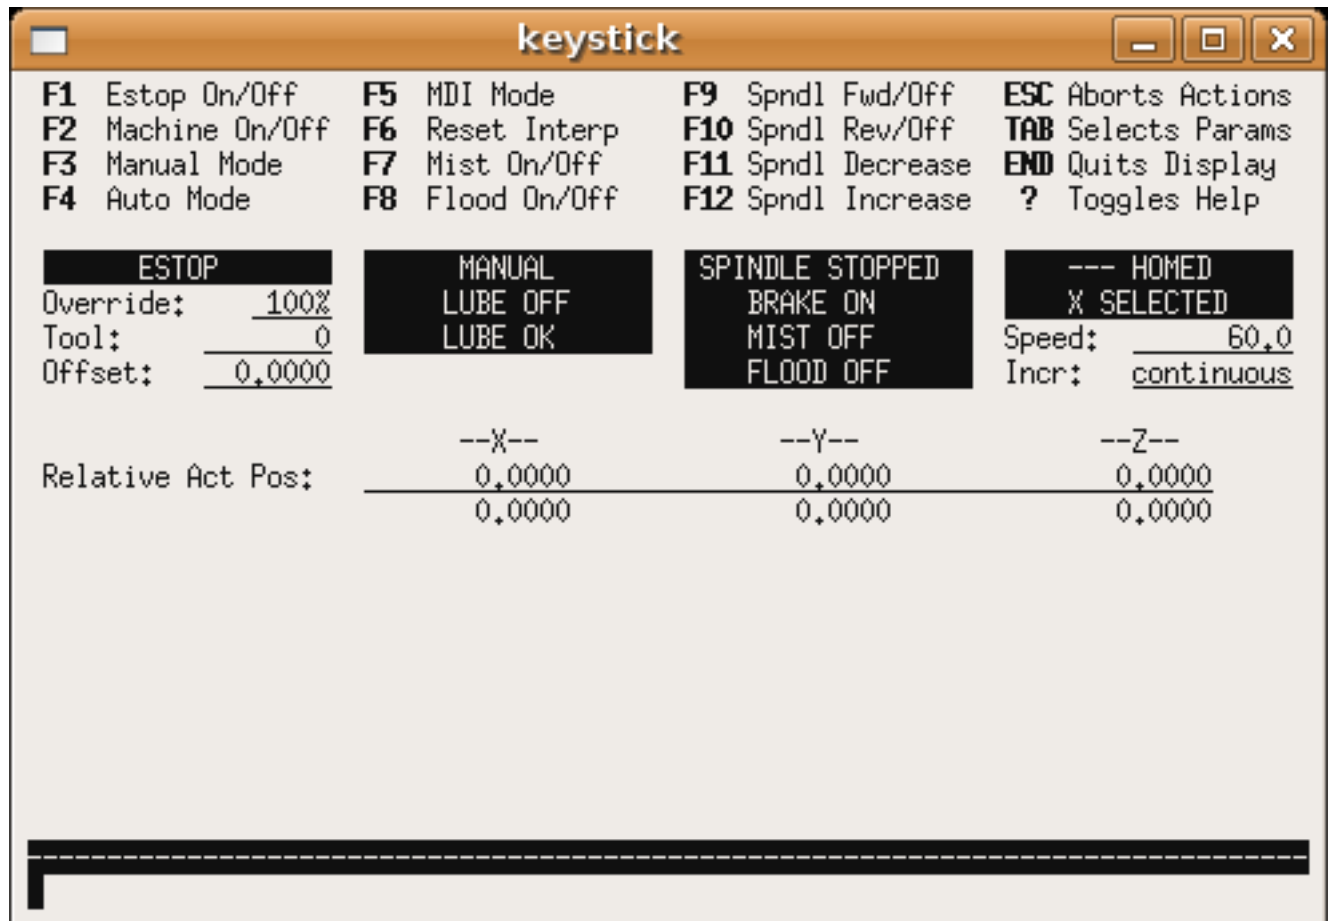 keystick
F1 Estop On/Off F5 MDI Mode F9 Spndl Fwd/Off ESC Aborts Actions
F2 Machine On/Off F6 Reset Interp F10 Spndl Rev/Off TAB Selects Params
F3 Manual Mode F7 Mist On/Off F11 Spndl Decrease END Quits Display
F4 Auto Mode F8 Flood On/Off F12 Spndl Increase ? Toggles Help
ESTOP MANUAL SPINDLE STOPPED --- HOMED
Override: 100% LUBE OFF BRAKE ON X SELECTED
Tool: 0 LUBE OK MIST OFF Speed: 60.0
Offset: 0.0000 FLOOD OFF Incr: continuous
--X-- --Y-- --Z--
Relative Act Pos: 0.0000 0.0000 0.0000
0.0000 0.0000 0.0000
--------------------------------------------------------------------------------